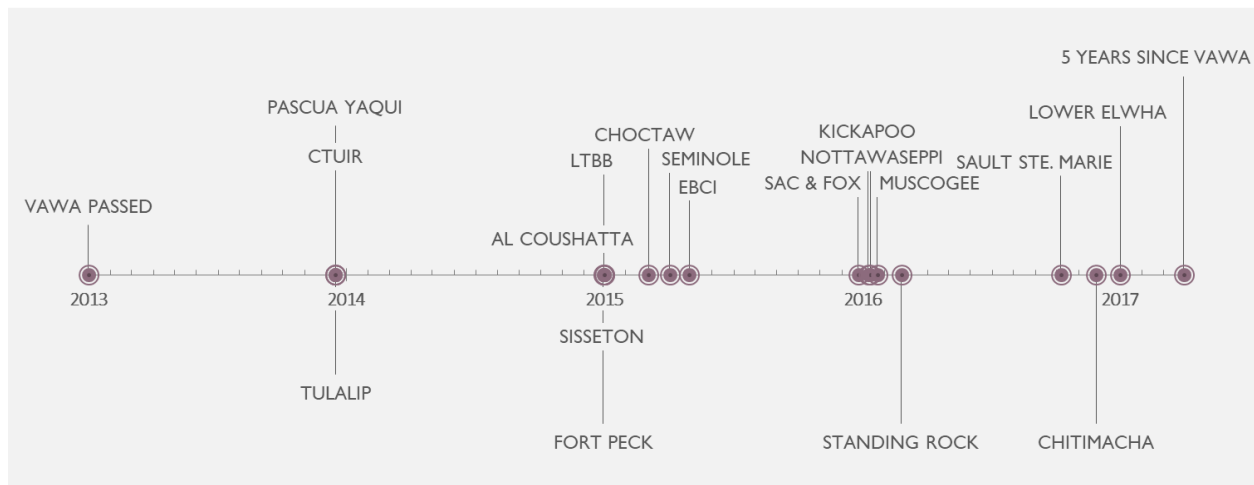 5 YEARS SINCE VAWA
PASCUA YAQUI
LOWER ELWHA
CHOCTAW
KICKAPOO
CTUIR
LTBB
SEMINOLE
NOTTAWASEPPI
SAULT STE. MARIE
EBCI
SAC & FOX
MUSCOGEE
VAWA PASSED
AL COUSHATTA
2013
2014
2015
2016
2017
SISSETON
TULALIP
FORT PECK
STANDING ROCK
CHITIMACHA